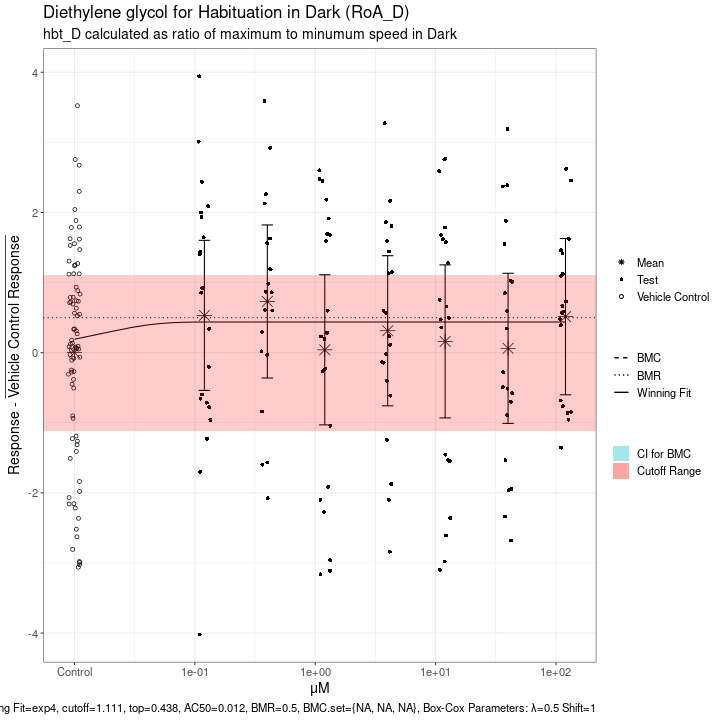 Diethylene glycol for Habituation in Dark (RoA_D)
hbt_D calculated as ratio of maximum to minumum speed in Dark
Response - Vehicle Control Response
4
2
0
-2
-4
Control
1e-01
1e+00
1e+01
1e+02
μM
Mean
Test
Vehicle Control
BMC
BMR
Winning Fit
CI for BMC
Cutoff Range
Fit=exp4, cutoff=1.111, top=0.438, AC50=0.012, BMR=0.5, BMC.set={NA, NA, NA}, Box-Cox Parameters: λ=0.5 Shift=1